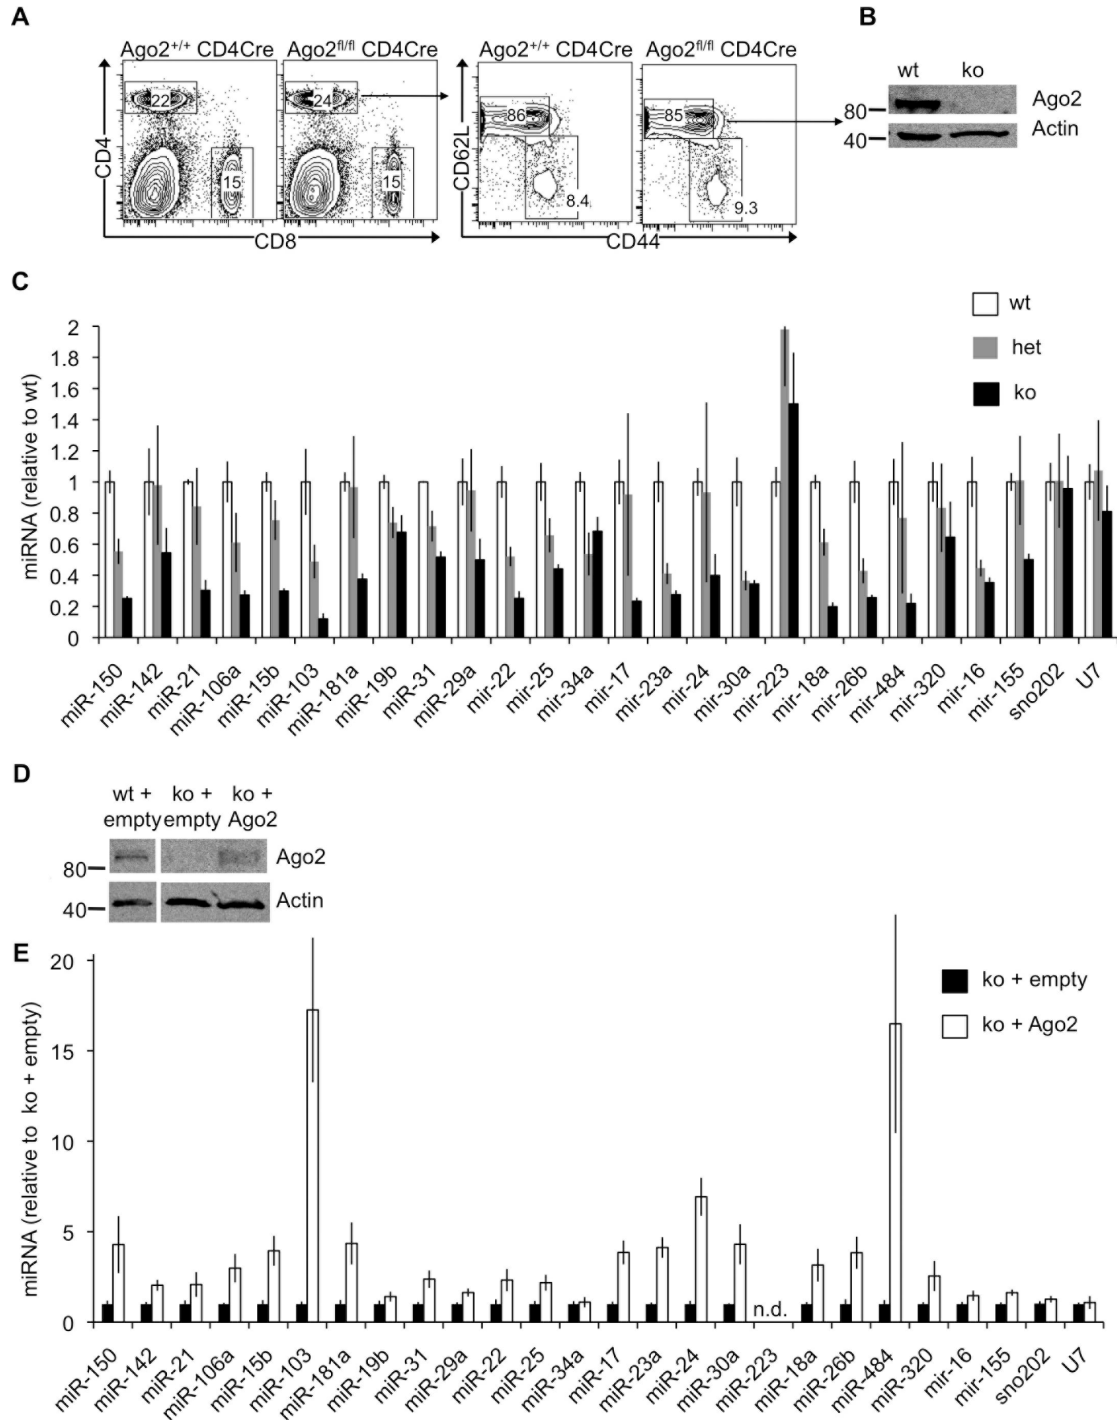 A
B
Ago2+/+ CD4Cre
Ago2fl/fl CD4Cre
Ago2+/+ CD4Cre
Ago2fl/fl CD4Cre
CD4
22
15
24
15
CD8
CD62L
86
8.4
85
9.3
CD44
wt ko
80
Ago2
40
Actin
C
wt
het
ko
miRNA (relative to wt)
2
1.8
1.6
1.4
1.2
1
0.8
0.6
0.4
0.2
0
miR-150
miR-142
miR-21
miR-106a
miR-15b
miR-103
miR-181a
miR-19b
miR-31
miR-29a
mir-22
mir-25
mir-34a
mir-17
mir-23a
mir-24
mir-30a
mir-223
mir-18a
mir-26b
mir-484
mir-320
mir-16
mir-155
sno202
U7
D
wt + ko + ko +
empty empty Ago2
80
Ago2
40
Actin
E
ko + empty
ko + Ago2
miRNA (relative to ko + empty)
20
15
10
5
0
n.d.
miR-150
miR-142
miR-21
miR-106a
miR-15b
miR-103
miR-181a
miR-19b
miR-31
miR-29a
miR-22
miR-25
miR-34a
miR-17
miR-23a
miR-24
miR-30a
miR-223
miR-18a
miR-26b
miR-484
miR-320
mir-16
mir-155
sno202
U7